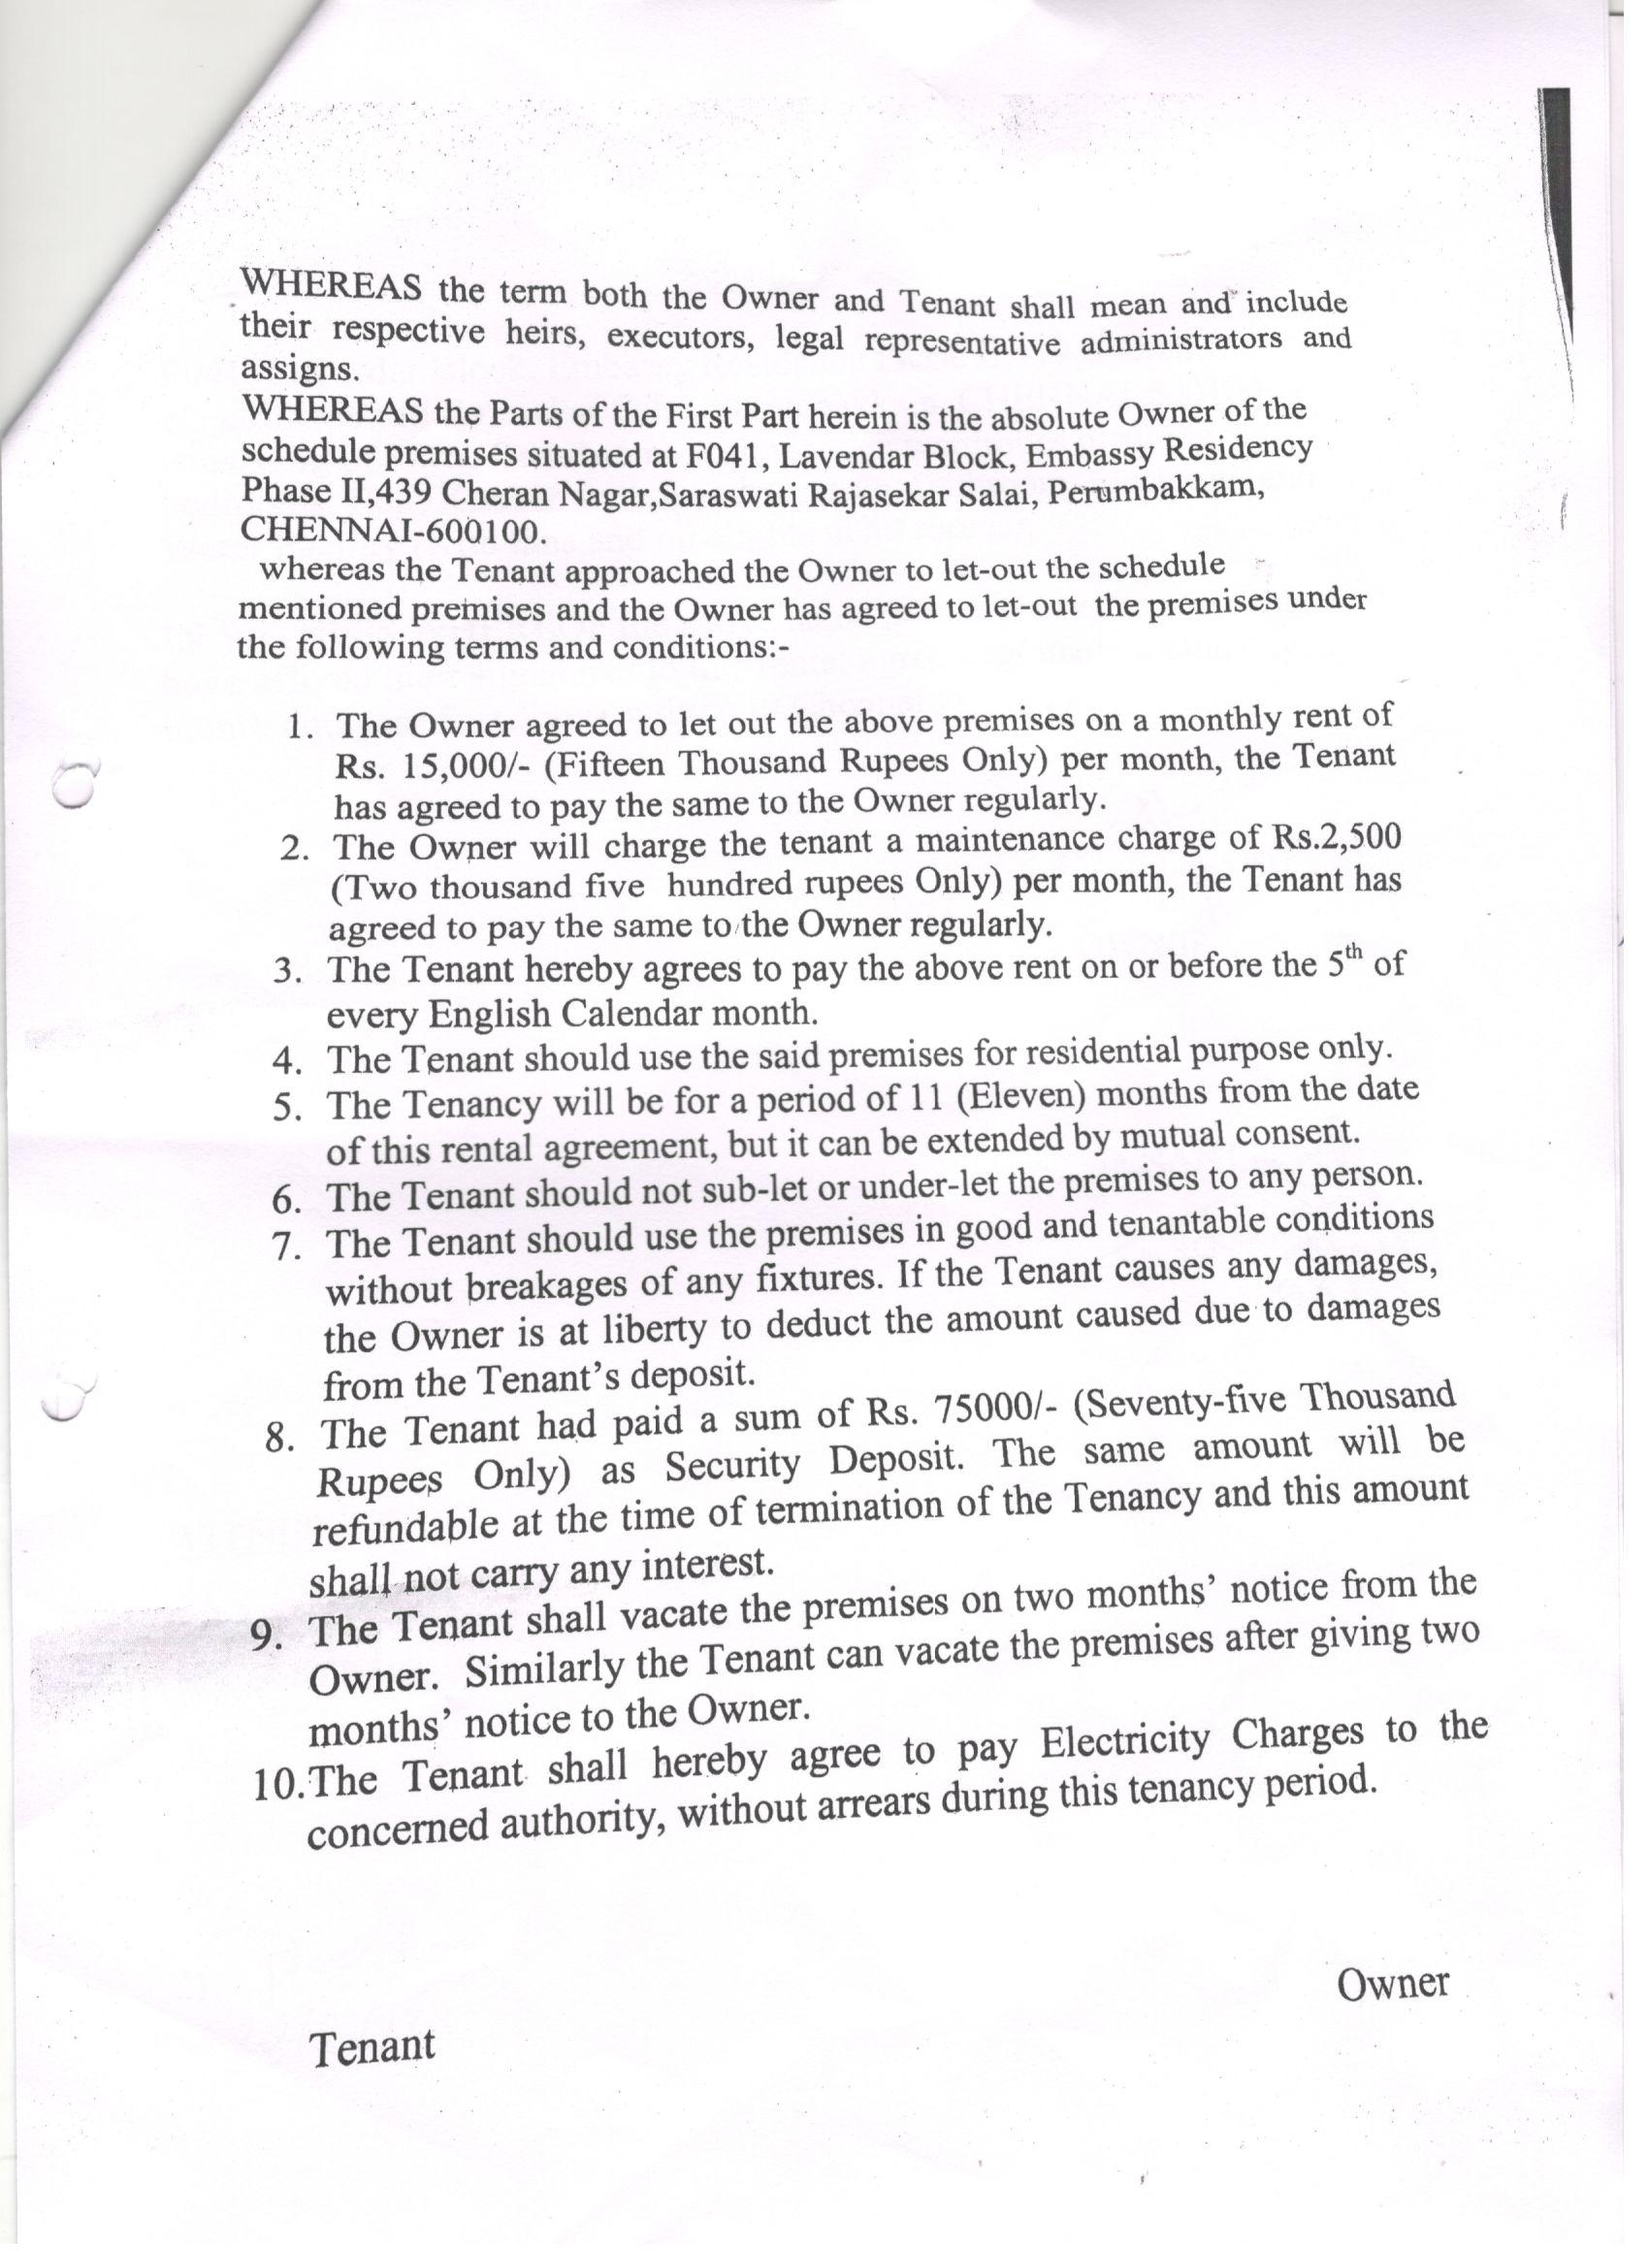 WHEREAS the term both the Owner and Tenant shall mean and include
their respective heirs, executors, legal representative administrators and
assigns.
WHEREAS the Parts of the First Part herein is the absolute Owner of the
schedule premises situated at F041, Lavendar Block, Embassy Residency
Phase II,439 Cheran Nagar,Saraswati Rajasekar Salai, Perumbakkam,
CHENNAI-600100.
whereas the Tenant approached the Owner to let-out the schedule
mentioned premises and the Owner has agreed to let-out the premises under
the following terms and conditions:-
1. The Owner agreed to let out the above premises on a monthly rent of
Rs. 15,000/- (Fifteen Thousand Rupees Only) per month, the Tenant
has agreed to pay the same to the Owner regularly.
2. The Owner will charge the tenant a maintenance charge of Rs.2,500
(Two thousand five hundred rupees Only) per month, the Tenant has
agreed to pay the same to the Owner regularly.
3. The Tenant hereby agrees to pay the above rent on or before the 5th of
every English Calendar month.
4. The Tenant should use the said premises for residential purpose only.
5. The Tenancy will be for a period of 11 (Eleven) months from the date
of this rental agreement, but it can be extended by mutual consent.
6. The Tenant should not sub-let or under-let the premises to any person.
7. The Tenant should use the premises in good and tenantable conditions
without breakages of any fixtures. If the Tenant causes any damages,
the Owner is at liberty to deduct the amount caused due to damages
from the Tenant's deposit.
8. The Tenant had paid a sum of Rs. 75000/- (Seventy-five Thousand
Rupees Only) as Security Deposit. The same amount will be
refundable at the time of termination of the Tenancy and this amount
shall not carry any interest.
9. The Tenant shall vacate the premises on two months' notice from the
Owner. Similarly the Tenant can vacate the premises after giving two
months' notice to the Owner.
10.The Tenant shall hereby agree to pay Electricity Charges to the
concerned authority, without arrears during this tenancy period.
Owner
Tenant